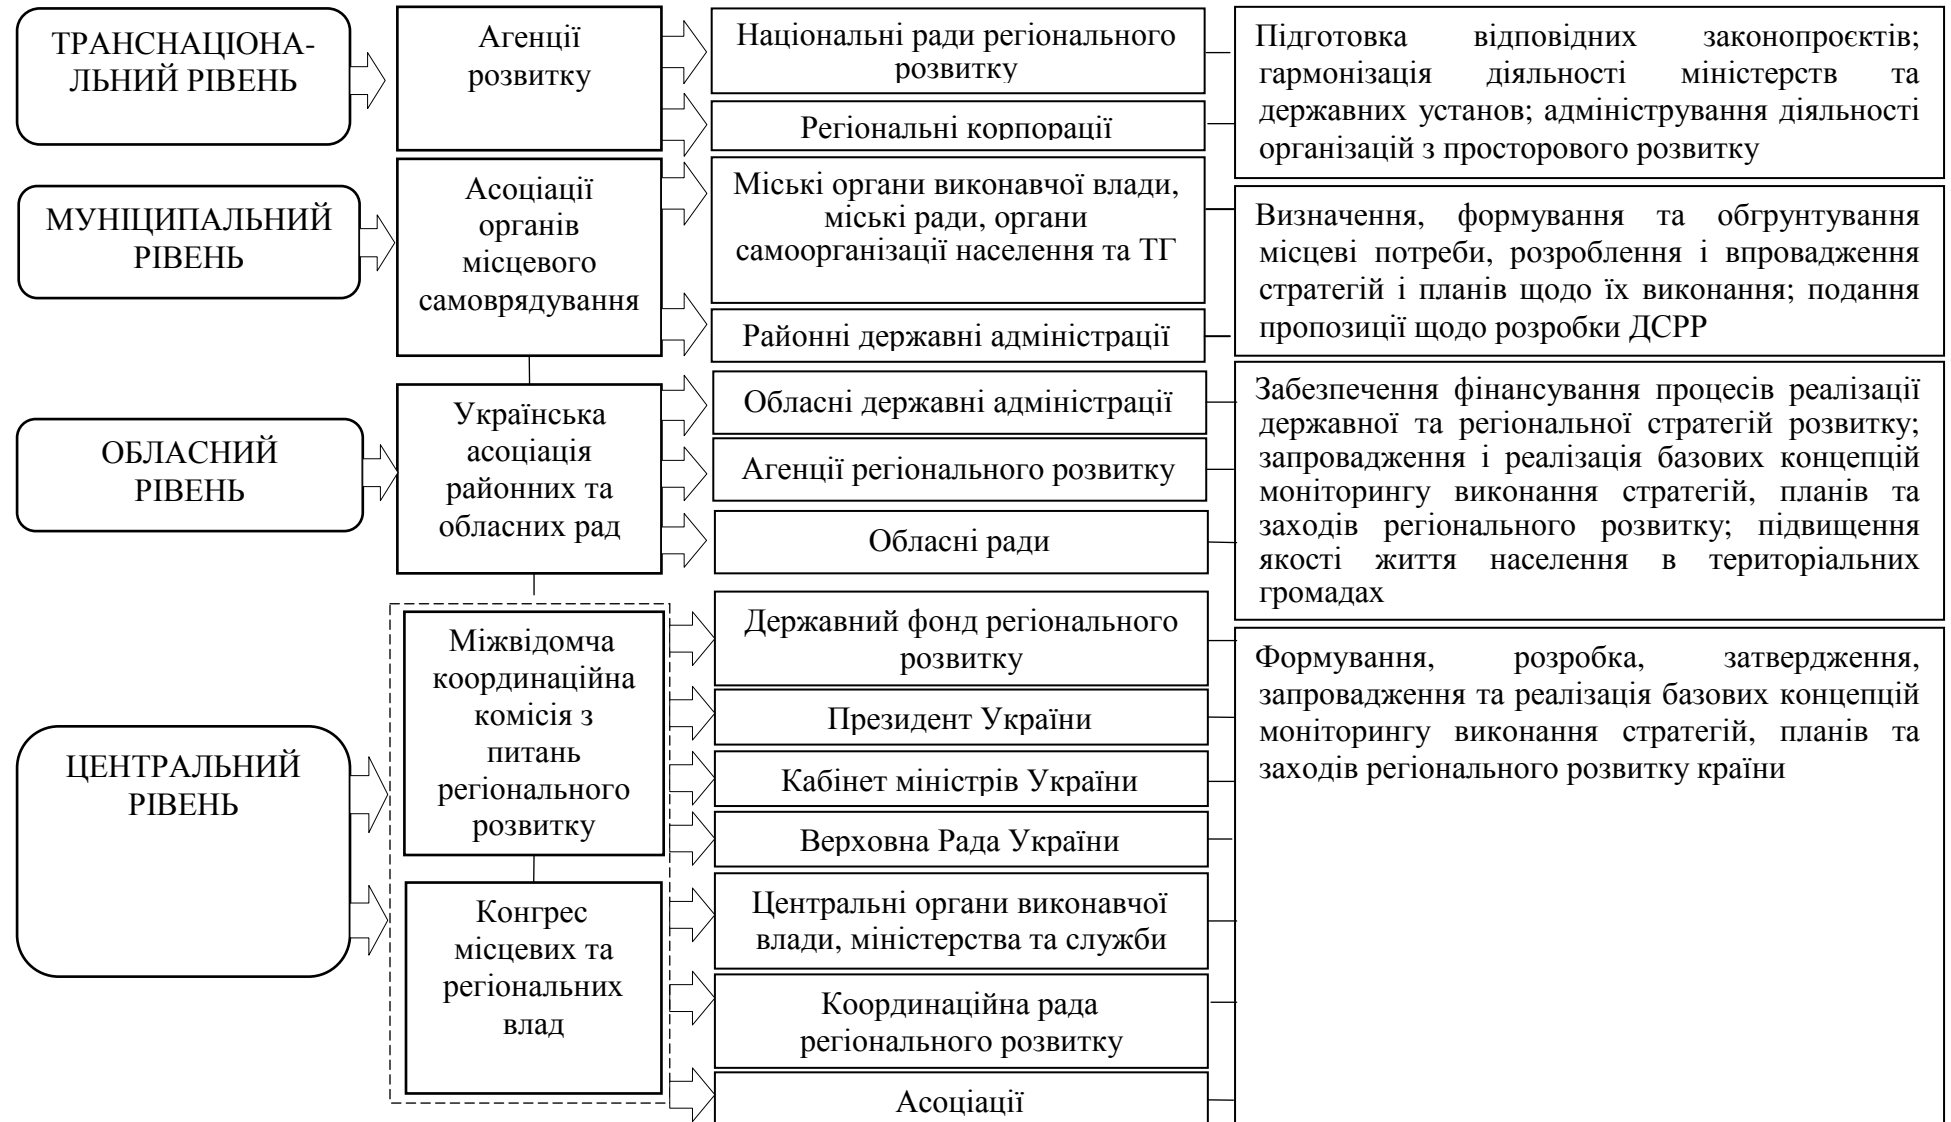 ТРАНСНАЦІОНА-
ЛЬНИЙ РІВЕНЬ
Агенції
розвитку
Національні ради регіонального
розвитку
Регіональні корпорації
Підготовка відповідних законопроєктів;
гармонізація діяльності міністерств та
державних установ; адміністрування діяльності
організацій з просторового розвитку
МУНІЦИПАЛЬНИЙ
РІВЕНЬ
Асоціації
органів
місцевого
самоврядування
Міські органи виконавчої влади,
міські ради, органи
самоорганізації населення та ТГ
Районні державні адміністрації
Визначення, формування та обгрунтування
місцеві потреби, розроблення і впровадження
стратегій і планів щодо їх виконання; подання
пропозиції щодо розробки ДСРР
ОБЛАСНИЙ
РІВЕНЬ
Українська
асоціація
районних та
обласних рад
Обласні державні адміністрації
Агенції регіонального розвитку
Обласні ради
Забезпечення фінансування процесів реалізації
державної та регіональної стратегій розвитку;
запровадження і реалізація базових концепцій
моніторингу виконання стратегій, планів та
заходів регіонального розвитку; підвищення
якості життя населення в територіальних
громадах
ЦЕНТРАЛЬНИЙ
РІВЕНЬ
Міжвідомча
координаційна
комісія з
питань
регіонального
розвитку
Конгрес
місцевих та
регіональних
влад
Державний фонд регіонального
розвитку
Президент України
Кабінет міністрів України
Верховна Рада України
Центральні органи виконавчої
влади, міністерства та служби
Координаційна рада
регіонального розвитку
Асоціації
Формування, розробка, затвердження,
запровадження та реалізація базових концепцій
моніторингу виконання стратегій, планів та
заходів регіонального розвитку країни